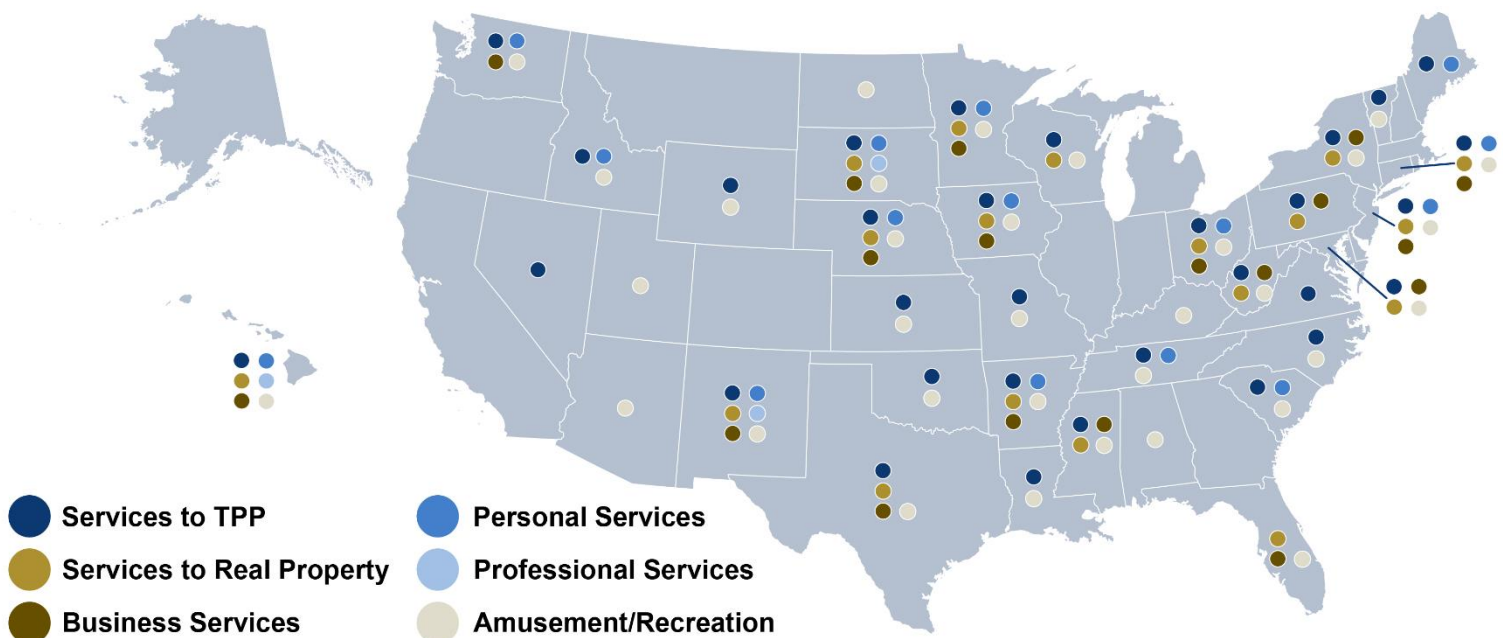 Services to TPP
Services to Real Property
Business Services
Personal Services
Professional Services
Amusement/Recreation